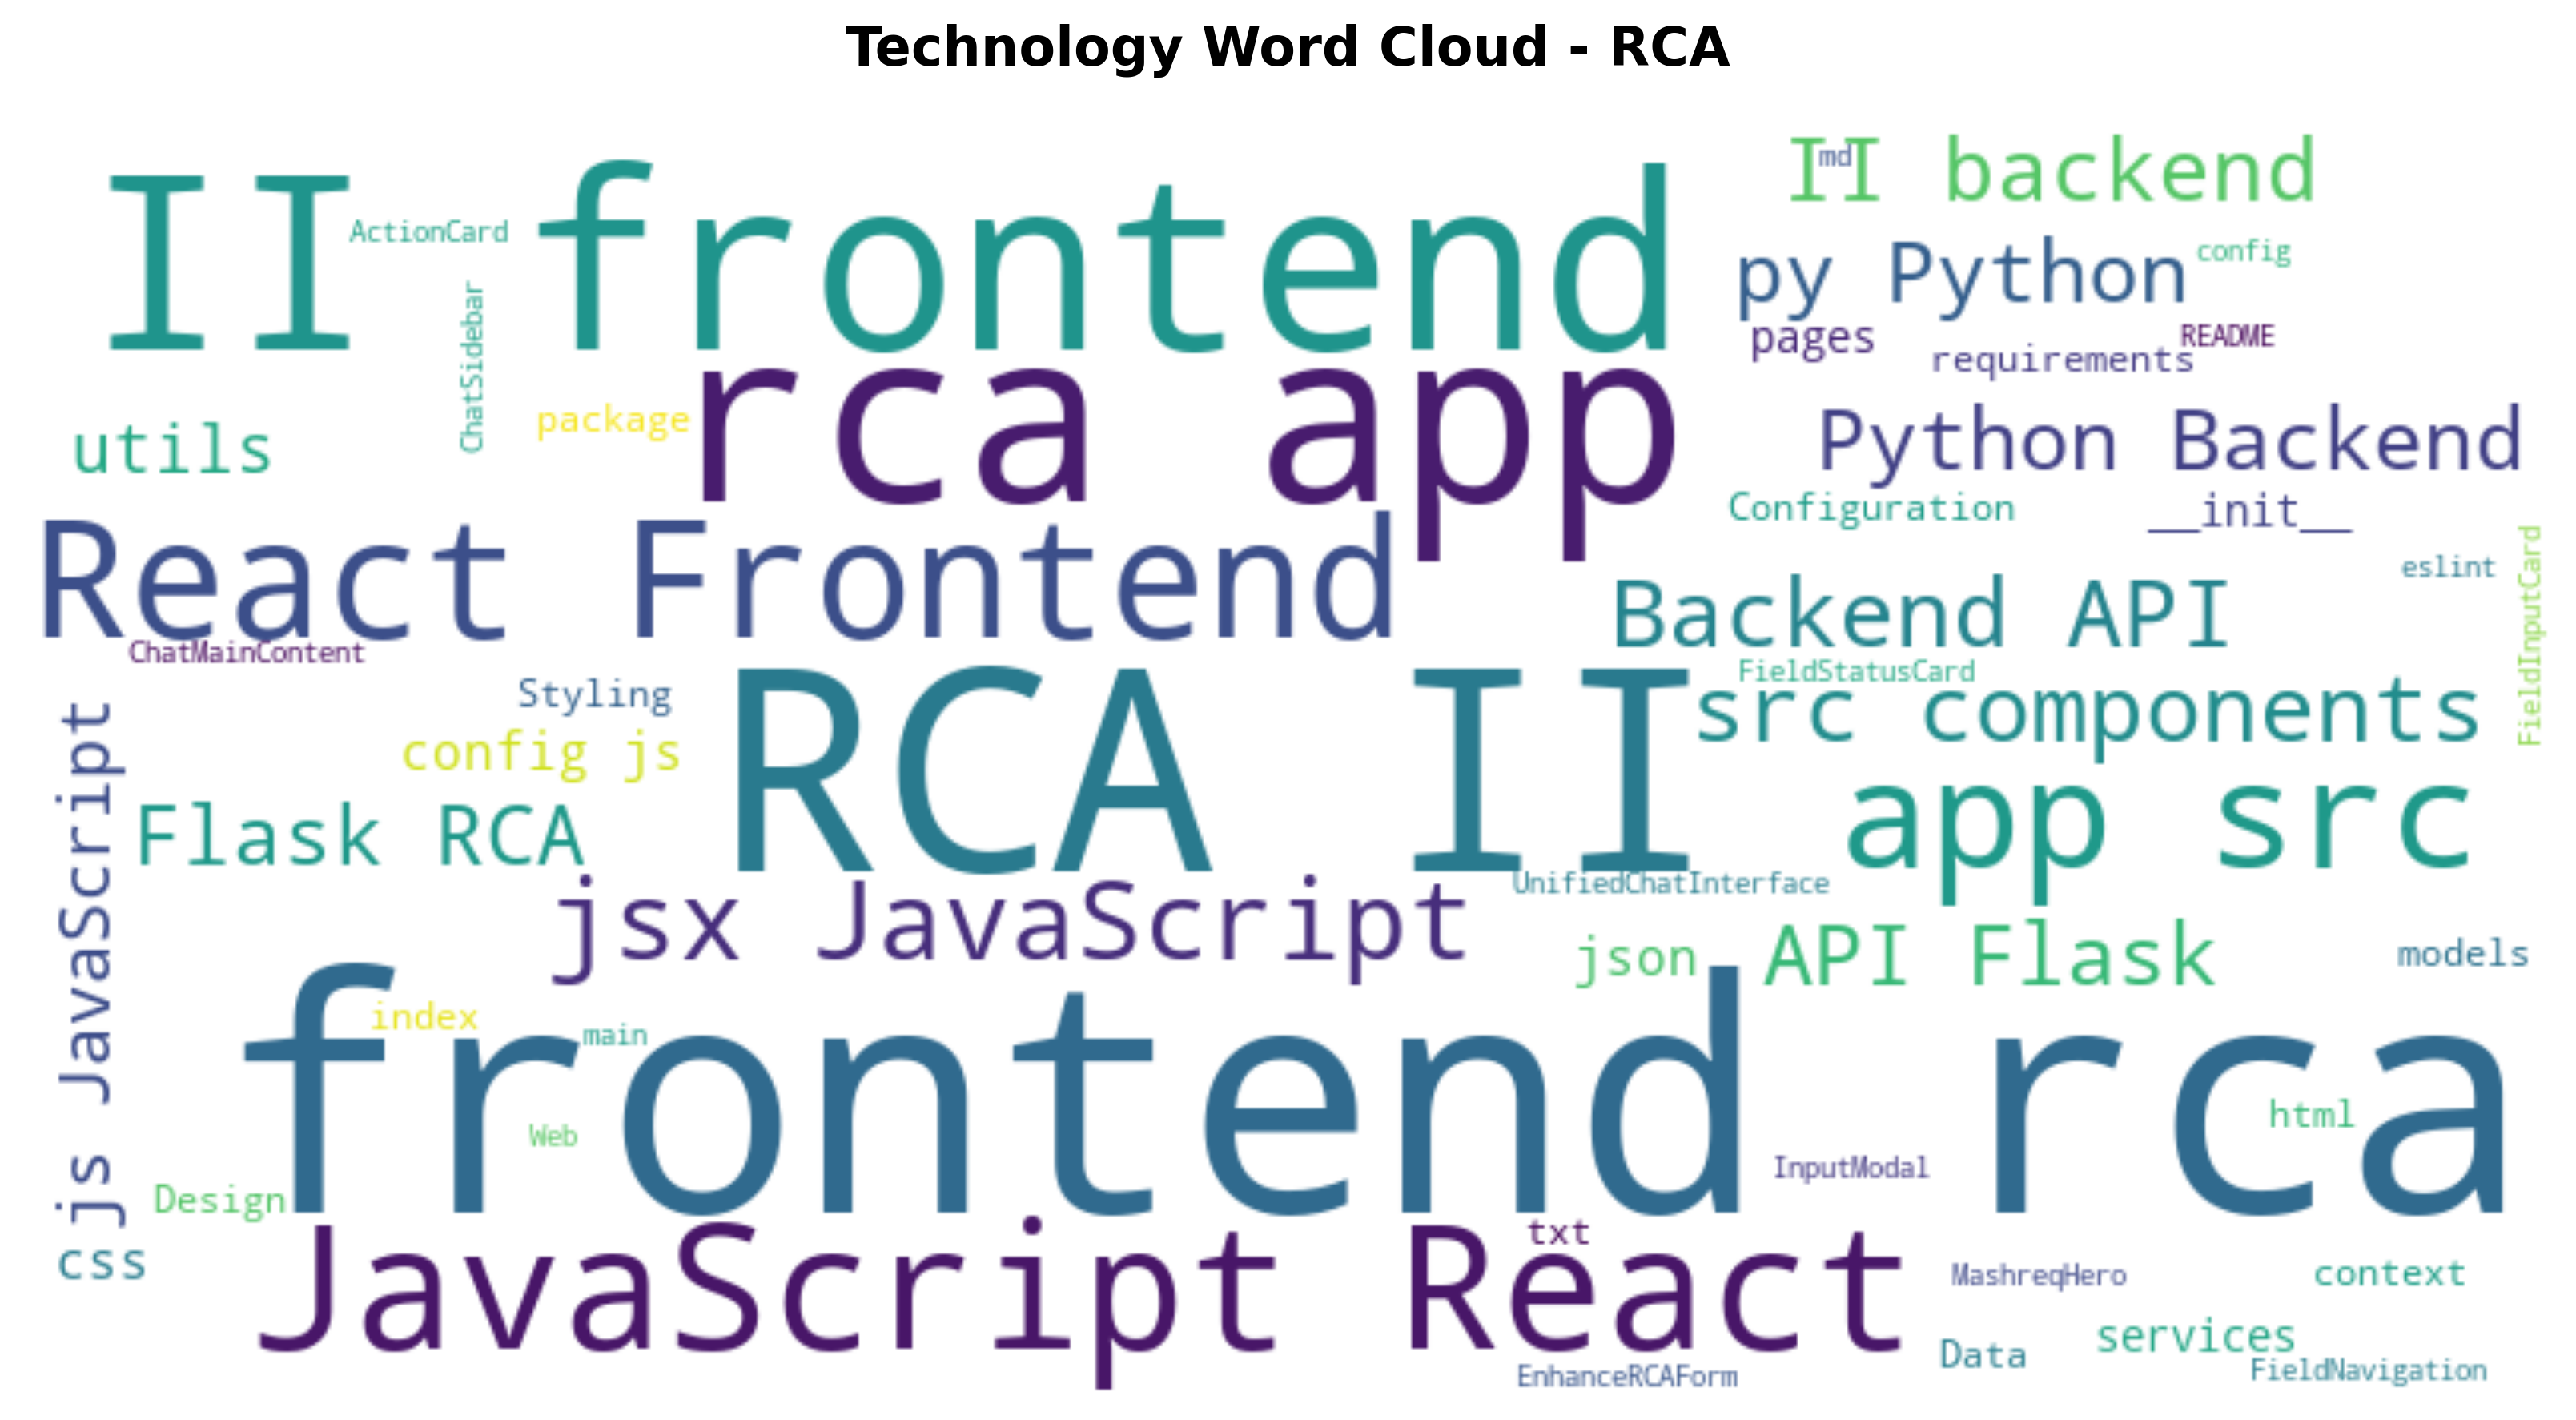 Technology Word Cloud - RCA
II frontend
II backend
md
ActionCard
py Python
config
ChatSidebar
pages
README
requirements
rca app
package
utils
Python Backend
Configuration
__init__
React Frontend
eslint
FieldInputCard
Backend API
ChatMainContent
FieldStatusCard
Styling
src components
config js
RCA II
js JavaScript
Flask RCA
app src
UnifiedChatInterface
jsx JavaScript
json
API Flask
models
index
main
frontend rca
Web
html
InputModal
Design
txt
css
JavaScript React
MashreqHero
context
services
Data
FieldNavigation
EnhanceRCAForm